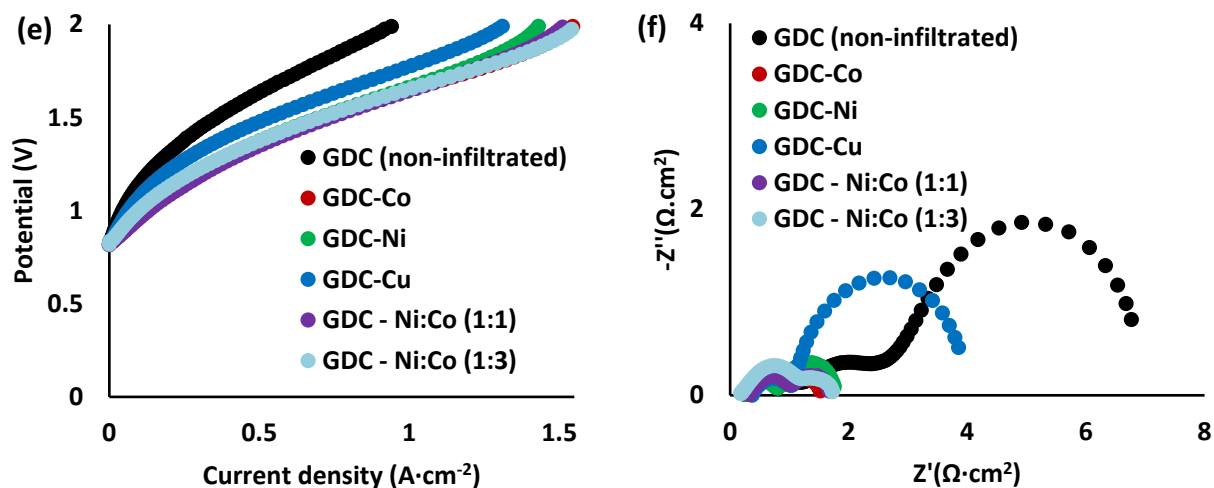 (e)
2
1.5
1
0.5
0
Potential (V)
GDC (non-infiltrated)
GDC-Co
GDC-Ni
GDC-Cu
GDC - Ni:Co (1:1)
GDC - Ni:Co (1:3)
0
0.5
1
1.5
Current density (A·cm⁻²)
(f)
4
2
0
-Z''(Ω.cm²)
GDC (non-infiltrated)
GDC-Co
GDC-Ni
GDC-Cu
GDC - Ni:Co (1:1)
GDC - Ni:Co (1:3)
0
2
4
6
8
Z'(Ω·cm²)